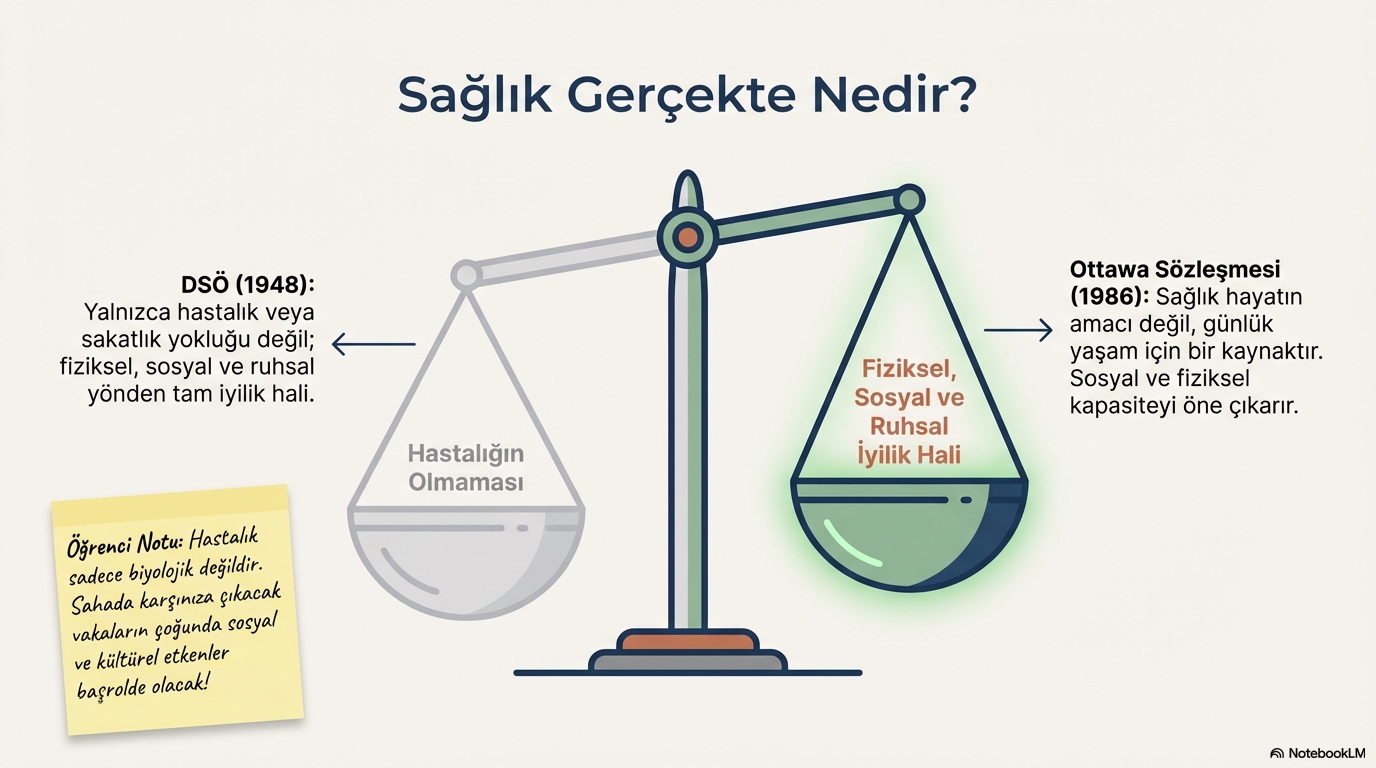 Sağlık Gerçekte Nedir?
DSÖ (1948):
Yalnızca hastalık veya
sakatlık yokluğu değil;
fiziksel, sosyal ve ruhsal
yönden tam iyilik hali.
Hastalığın
Olmaması
Fiziksel,
Sosyal ve
Ruhsal
İyilik Hali
Ottawa Sözleşmesi
(1986): Sağlık hayatın
amacı değil, günlük
yaşam için bir kaynaktır.
Sosyal ve fiziksel
kapasiteyi öne çıkarır.
Öğrenci Notu: Hastalık
sadece biyolojik değildir.
Sahada karşınıza çıkacak
vakaların çoğunda sosyal
ve kültürel etkenler
başrolde olacak!
NotebookLM